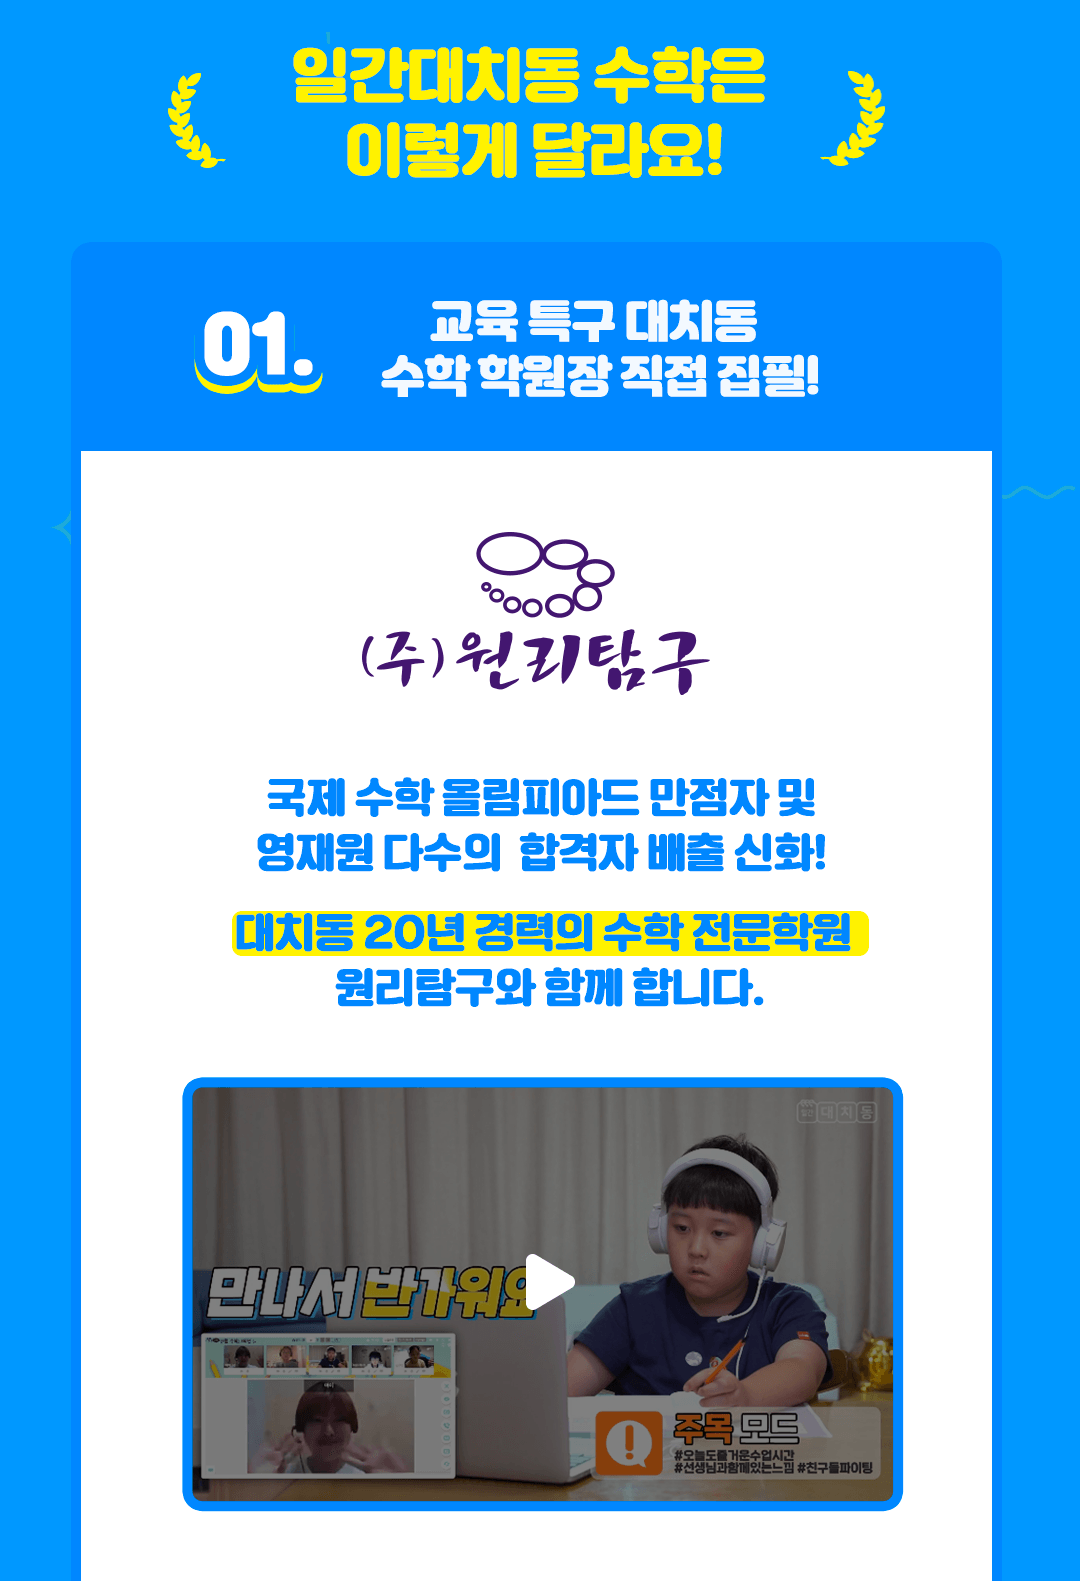 일간대치동 수학은
이렇게 달라요!
01.
교육 특구 대치동
수학 학원장 직접 집필!
(주)원리탐구
국제 수학 올림피아드 만점자 및
영재원 다수의 합격자 배출 신화!
대치동 20년 경력의 수학 전문학원
원리탐구와 함께 합니다.
일간 대치동
만나서 반가워요
주목 모드
#오늘도즐거운수업시간
#선생님과함께있는느낌 #친구들파이팅